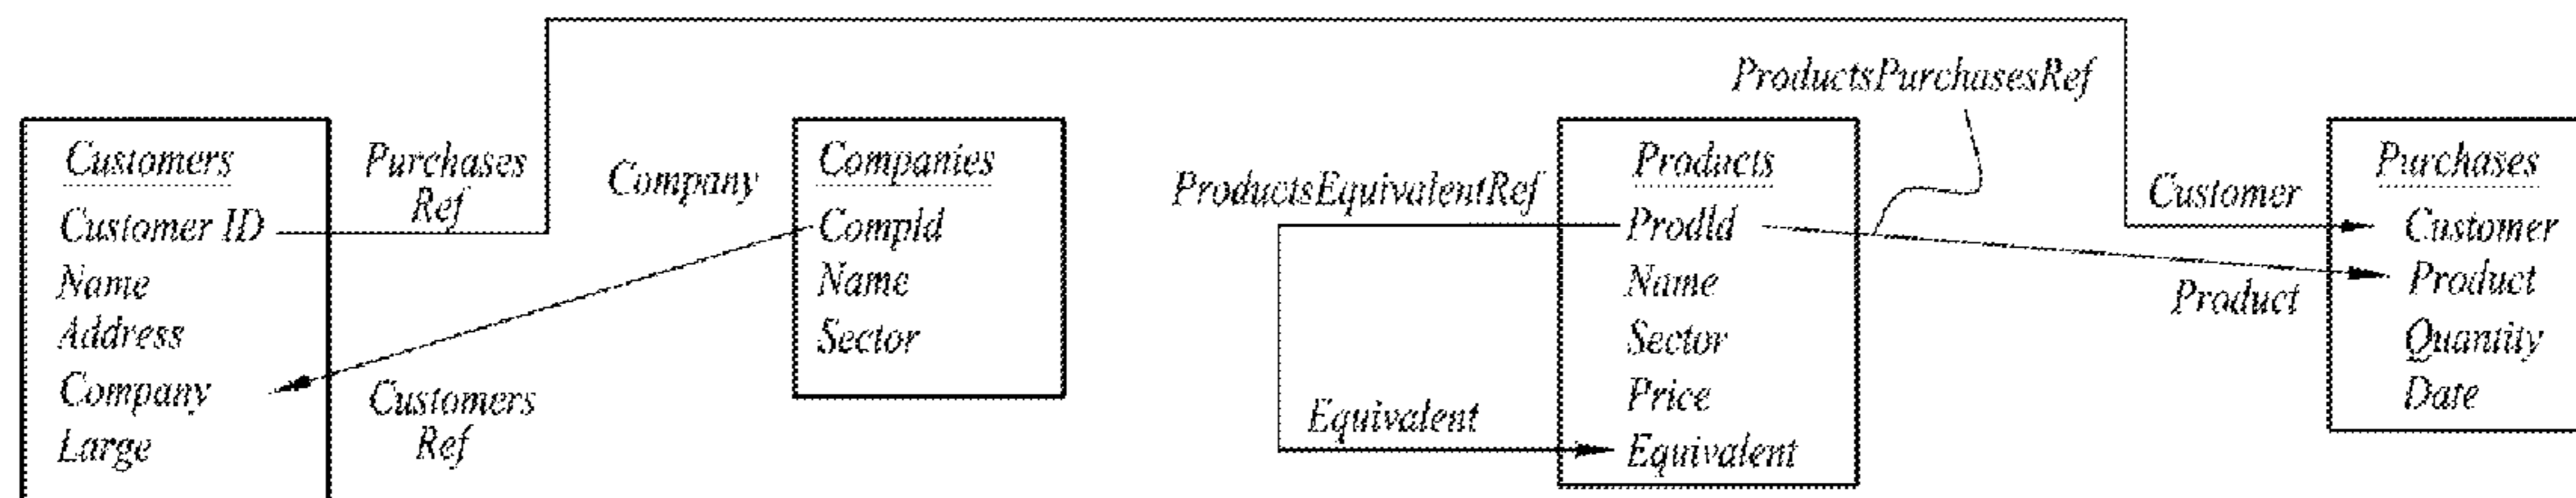 Customers
Customer ID
Name
Address
Company
Large
Purchases
Ref
Customers
Ref
Company
Companies
CompId
Name
Sector
ProductsEquivalentRef
Equivalent
Products
ProdId
Name
Sector
Price
Equivalent
ProductsPurchasesRef
Customer
Product
Purchases
Customer
Product
Quantity
Date